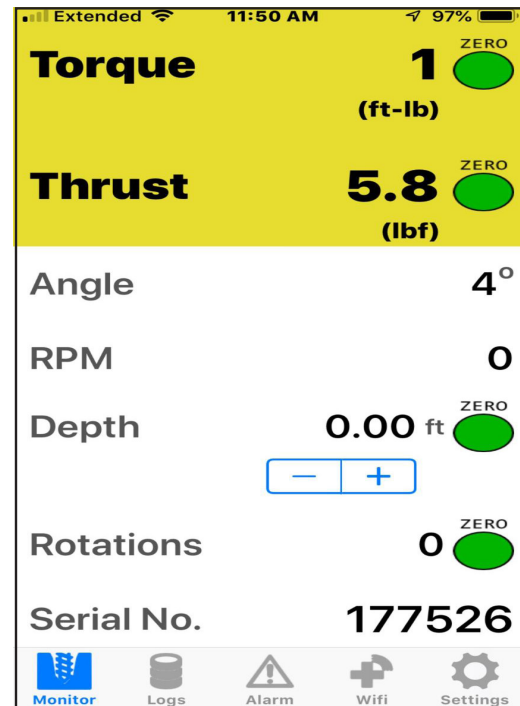 Extended 11:50 AM 97%
ZERO
Torque 1
(ft-lb)
ZERO
Thrust 5.8
(lbf)
Angle 4°
RPM 0
ZERO
Depth 0.00 ft
− +
ZERO
Rotations 0
Serial No. 177526
Monitor Logs Alarm Wifi Settings